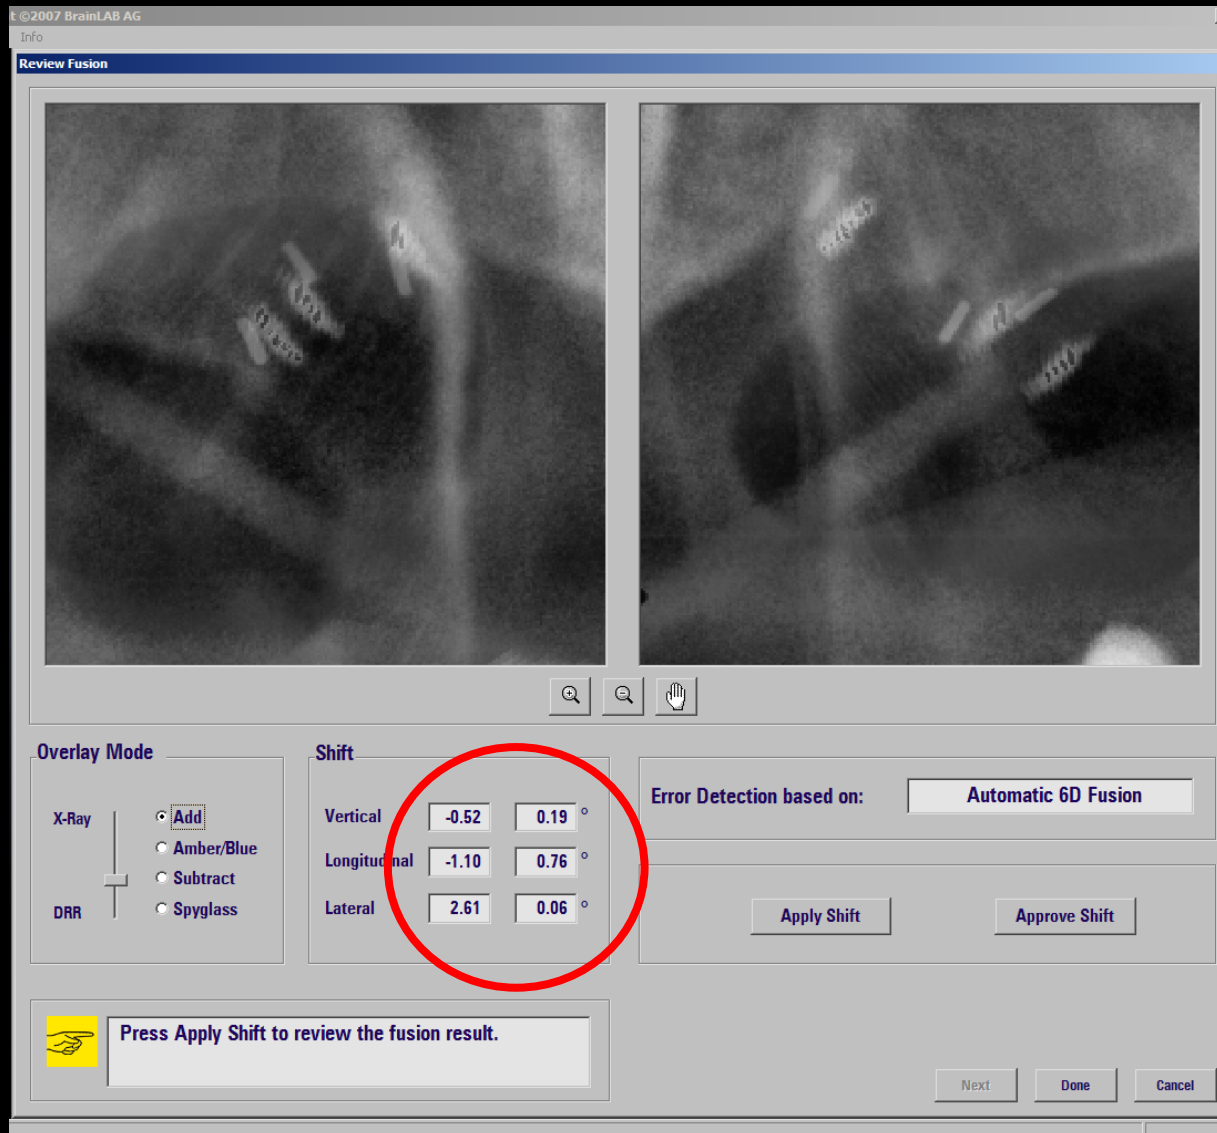 t ©2007 BrainLAB AG
Info
Review Fusion
Overlay Mode
X-Ray
DRR
Add
Amber/Blue
Subtract
Spyglass
Shift
Vertical -0.52 0.19 °
Longitudinal -1.10 0.76 °
Lateral 2.61 0.06 °
Error Detection based on: Automatic 6D Fusion
Apply Shift Approve Shift
Press Apply Shift to review the fusion result.
Next Done Cancel